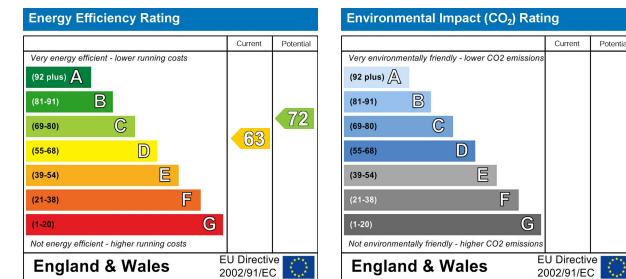 Energy Efficiency Rating
Current Potential
Very energy efficient - lower running costs
(92 plus) A
(81-91) B
(69-80) C
(55-68) D
(39-54) E
(21-38) F
(1-20) G
63
72
Not energy efficient - higher running costs
England & Wales
EU Directive
2002/91/EC
Environmental Impact (CO₂) Rating
Current Potential
Very environmentally friendly - lower CO2 emissions
(92 plus) A
(81-91) B
(69-80) C
(55-68) D
(39-54) E
(21-38) F
(1-20) G
Not environmentally friendly - higher CO2 emissions
England & Wales
EU Directive
2002/91/EC